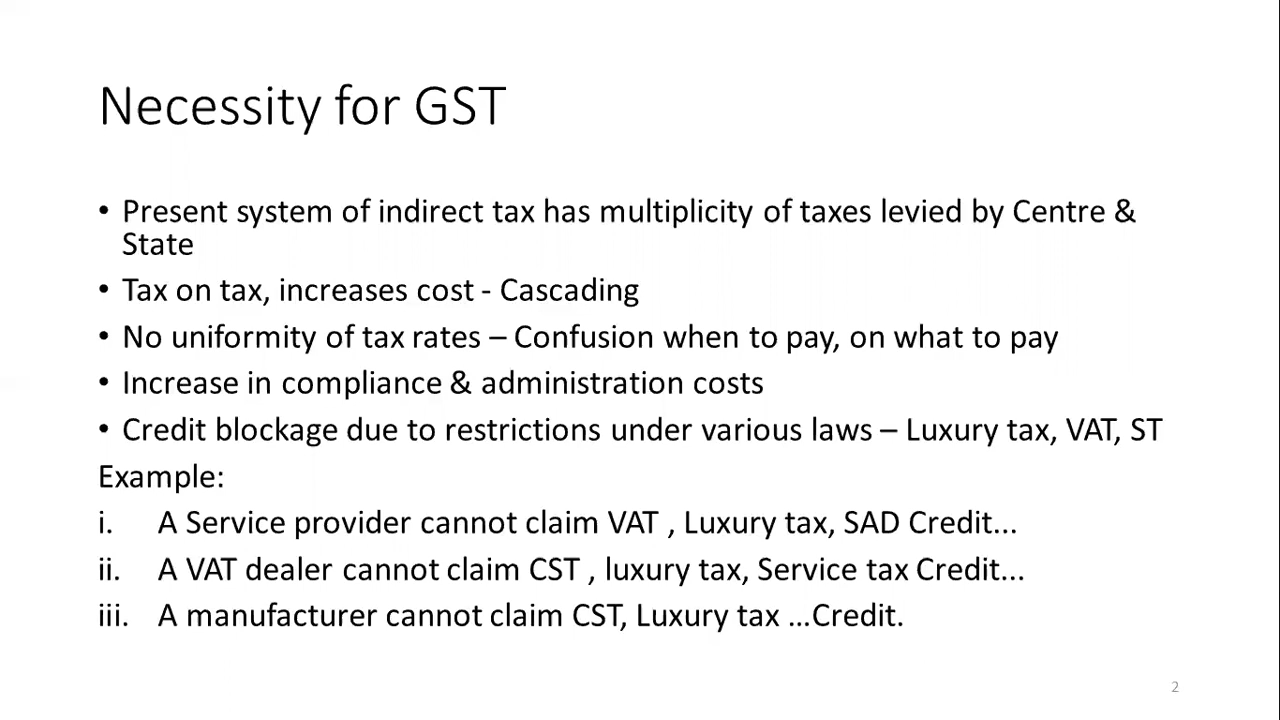 Necessity for GST
• Present system of indirect tax has multiplicity of taxes levied by Centre &
State
• Tax on tax, increases cost - Cascading
• No uniformity of tax rates – Confusion when to pay, on what to pay
• Increase in compliance & administration costs
• Credit blockage due to restrictions under various laws – Luxury tax, VAT, ST
Example:
i. A Service provider cannot claim VAT , Luxury tax, SAD Credit...
ii. A VAT dealer cannot claim CST , luxury tax, Service tax Credit...
iii. A manufacturer cannot claim CST, Luxury tax ...Credit.
2